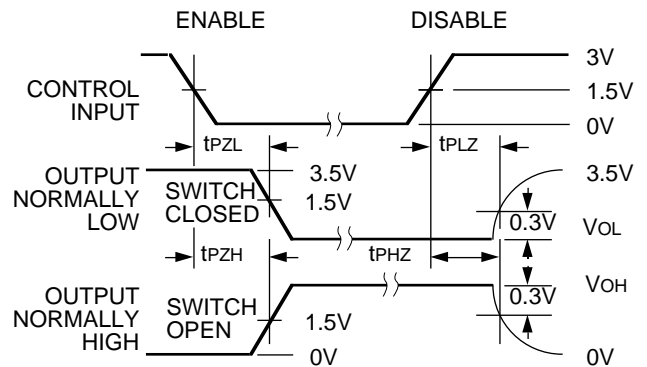 ENABLE DISABLE
3V
CONTROL INPUT 1.5V
0V
tPZL tPLZ
OUTPUT NORMALLY LOW
SWITCH CLOSED
3.5V 3.5V
1.5V
0.3V VOL
tPZH tPHZ
VOH
0.3V
OUTPUT NORMALLY HIGH
SWITCH OPEN
1.5V
0V 0V